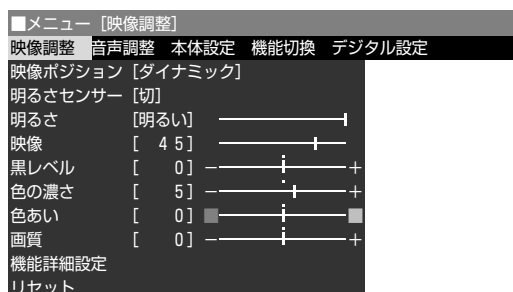 ■メニュー [映像調整]
映像調整 音声調整 本体設定 機能切換 デジタル設定
映像ポジション [ダイナミック]
明るさセンサー [切]
明るさ [明るい]
映像 [ 45]
黒レベル [ 0] − +
色の濃さ [ 5] − +
色あい [ 0]
画質 [ 0] − +
機能詳細設定
リセット